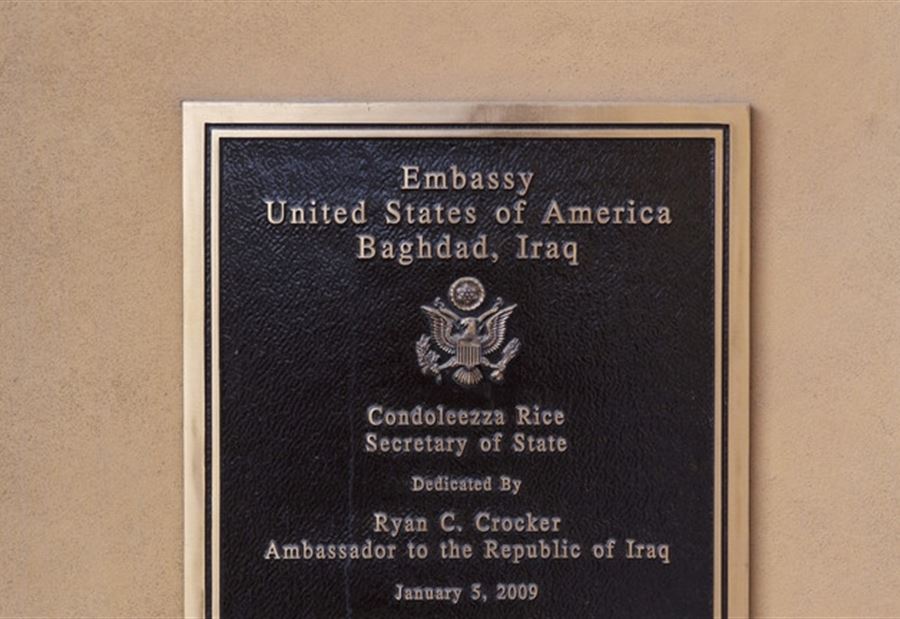 Embassy
United States of America
Baghdad, Iraq
Condoleezza Rice
Secretary of State
Dedicated By
Ryan C. Crocker
Ambassador to the Republic of Iraq
January 5, 2009